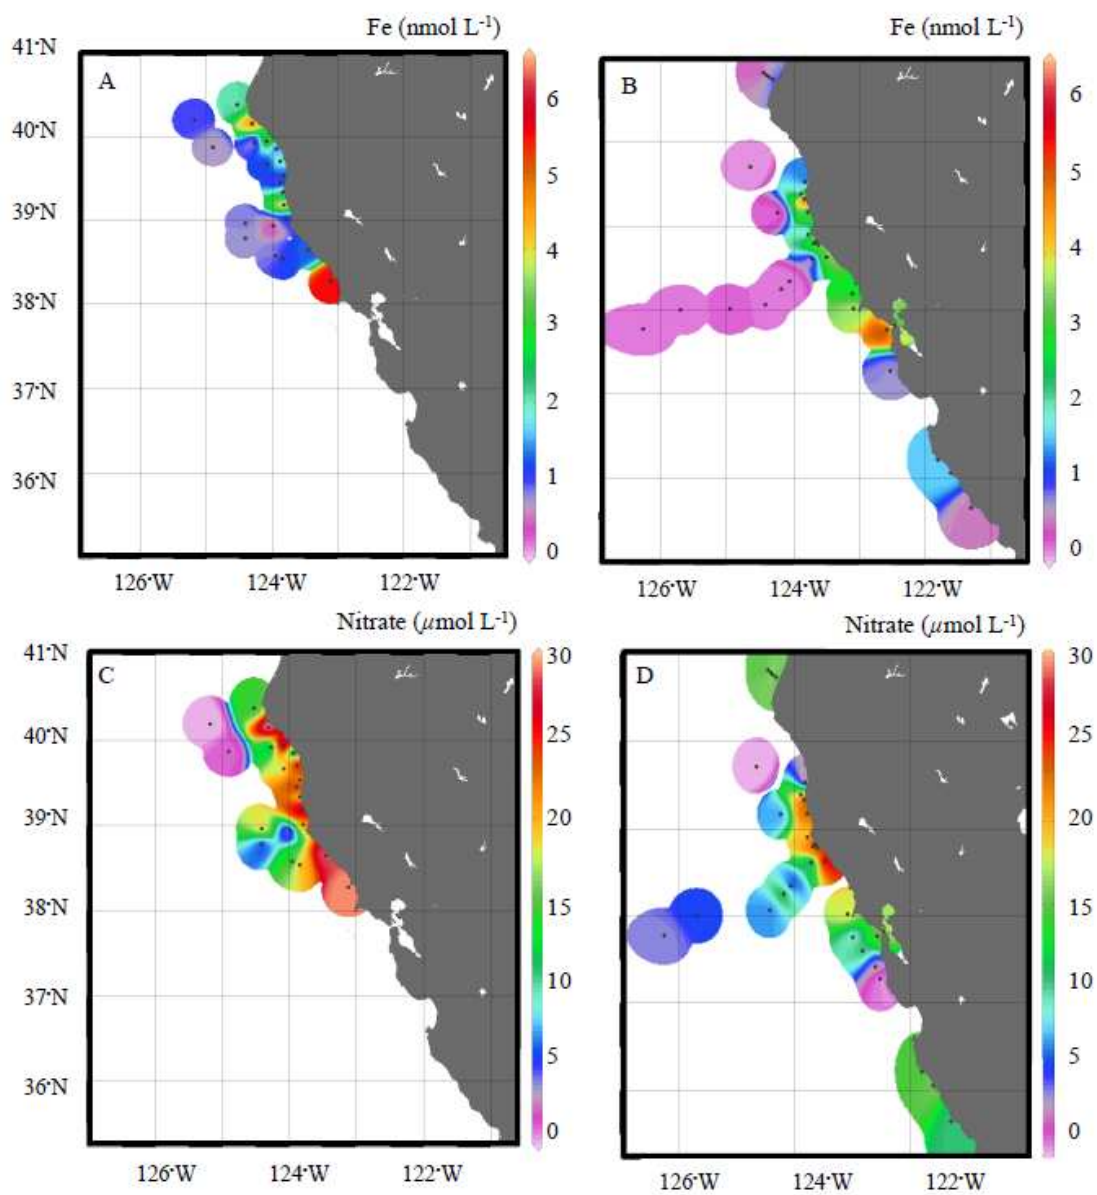 Fe (nmol L-1)
Fe (nmol L-1)
41•N
40•N
39•N
38•N
37•N
36•N
A
6
5
4
3
2
1
0
B
6
5
4
3
2
1
0
126•W 124•W 122•W
126•W 124•W 122•W
Nitrate (µmol L-1)
Nitrate (µmol L-1)
41•N
40•N
39•N
38•N
37•N
36•N
C
30
25
20
15
10
5
0
D
30
25
20
15
10
5
0
126•W 124•W 122•W
126•W 124•W 122•W